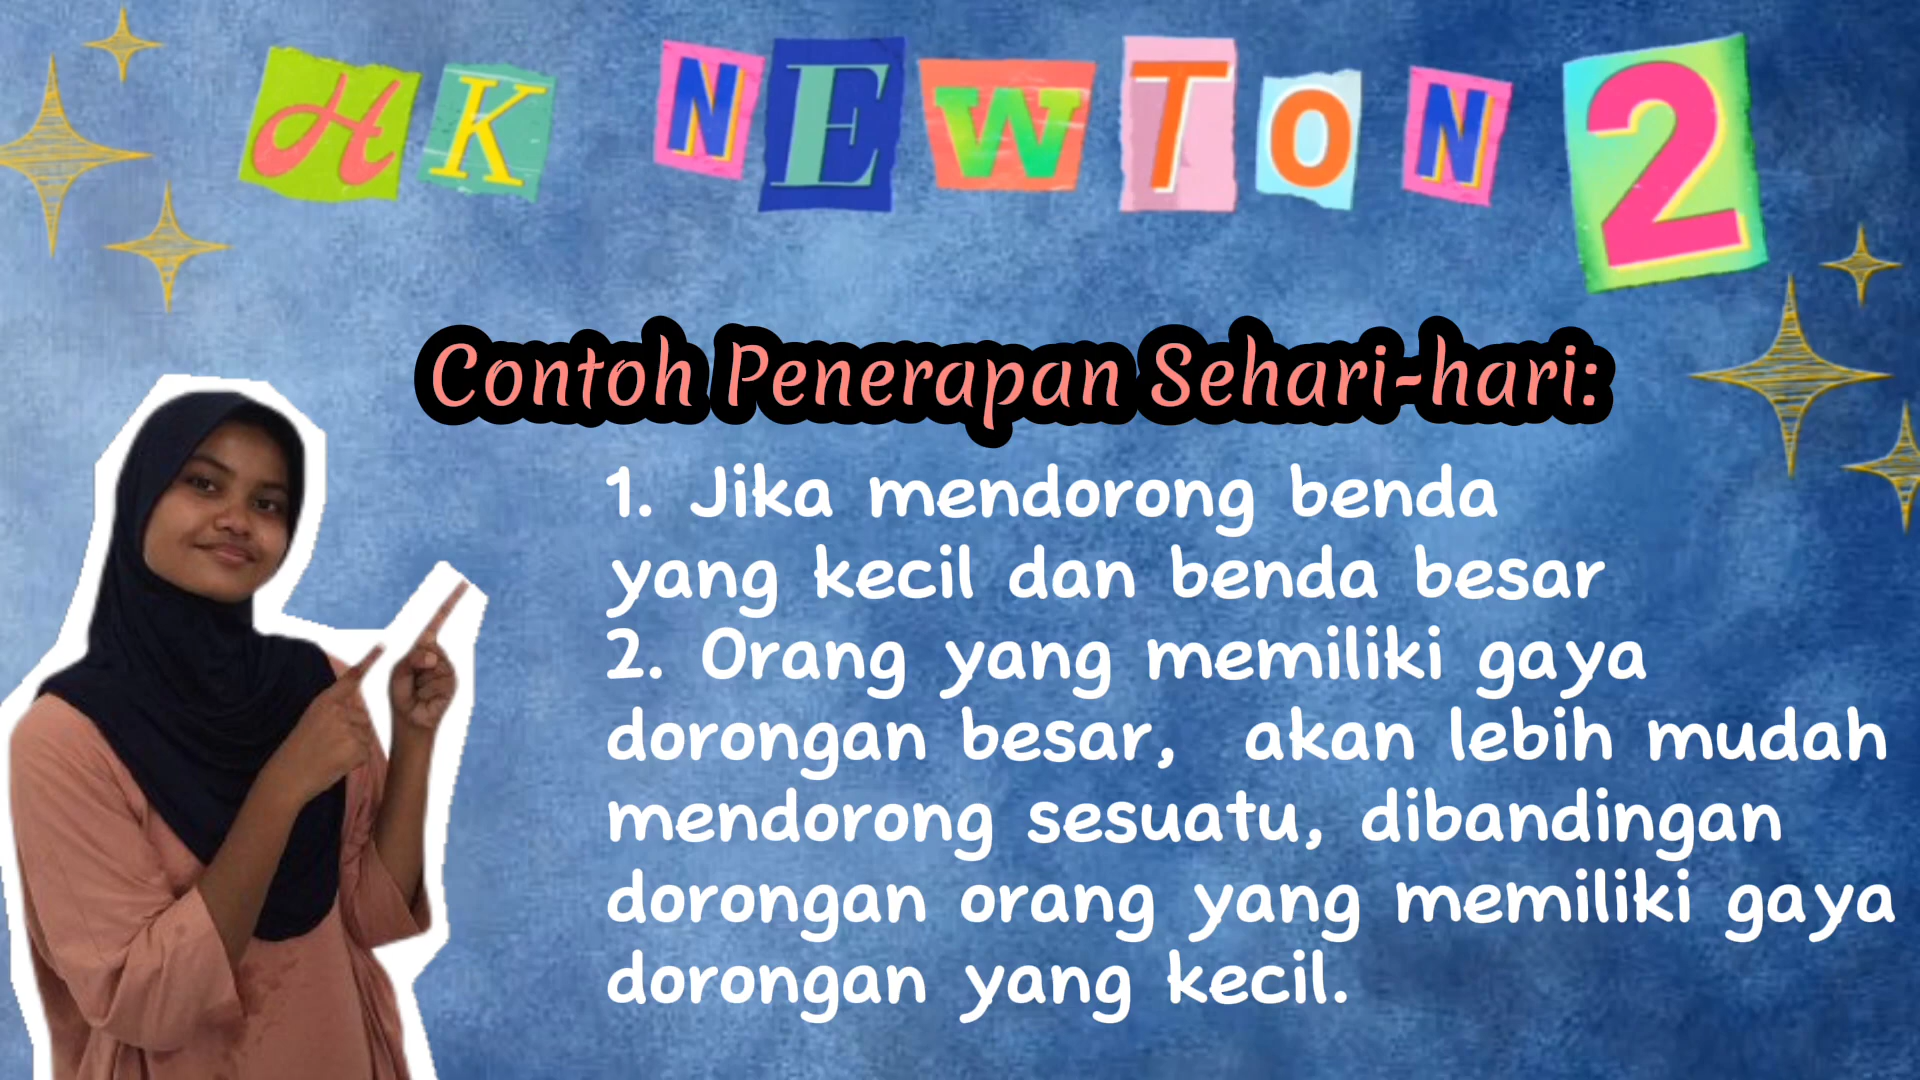 HK NEWTON 2
Contoh Penerapan Sehari-hari:
1. Jika mendorong benda
yang kecil dan benda besar
2. Orang yang memiliki gaya
dorongan besar, akan lebih mudah
mendorong sesuatu, dibandingan
dorongan orang yang memiliki gaya
dorongan yang kecil.